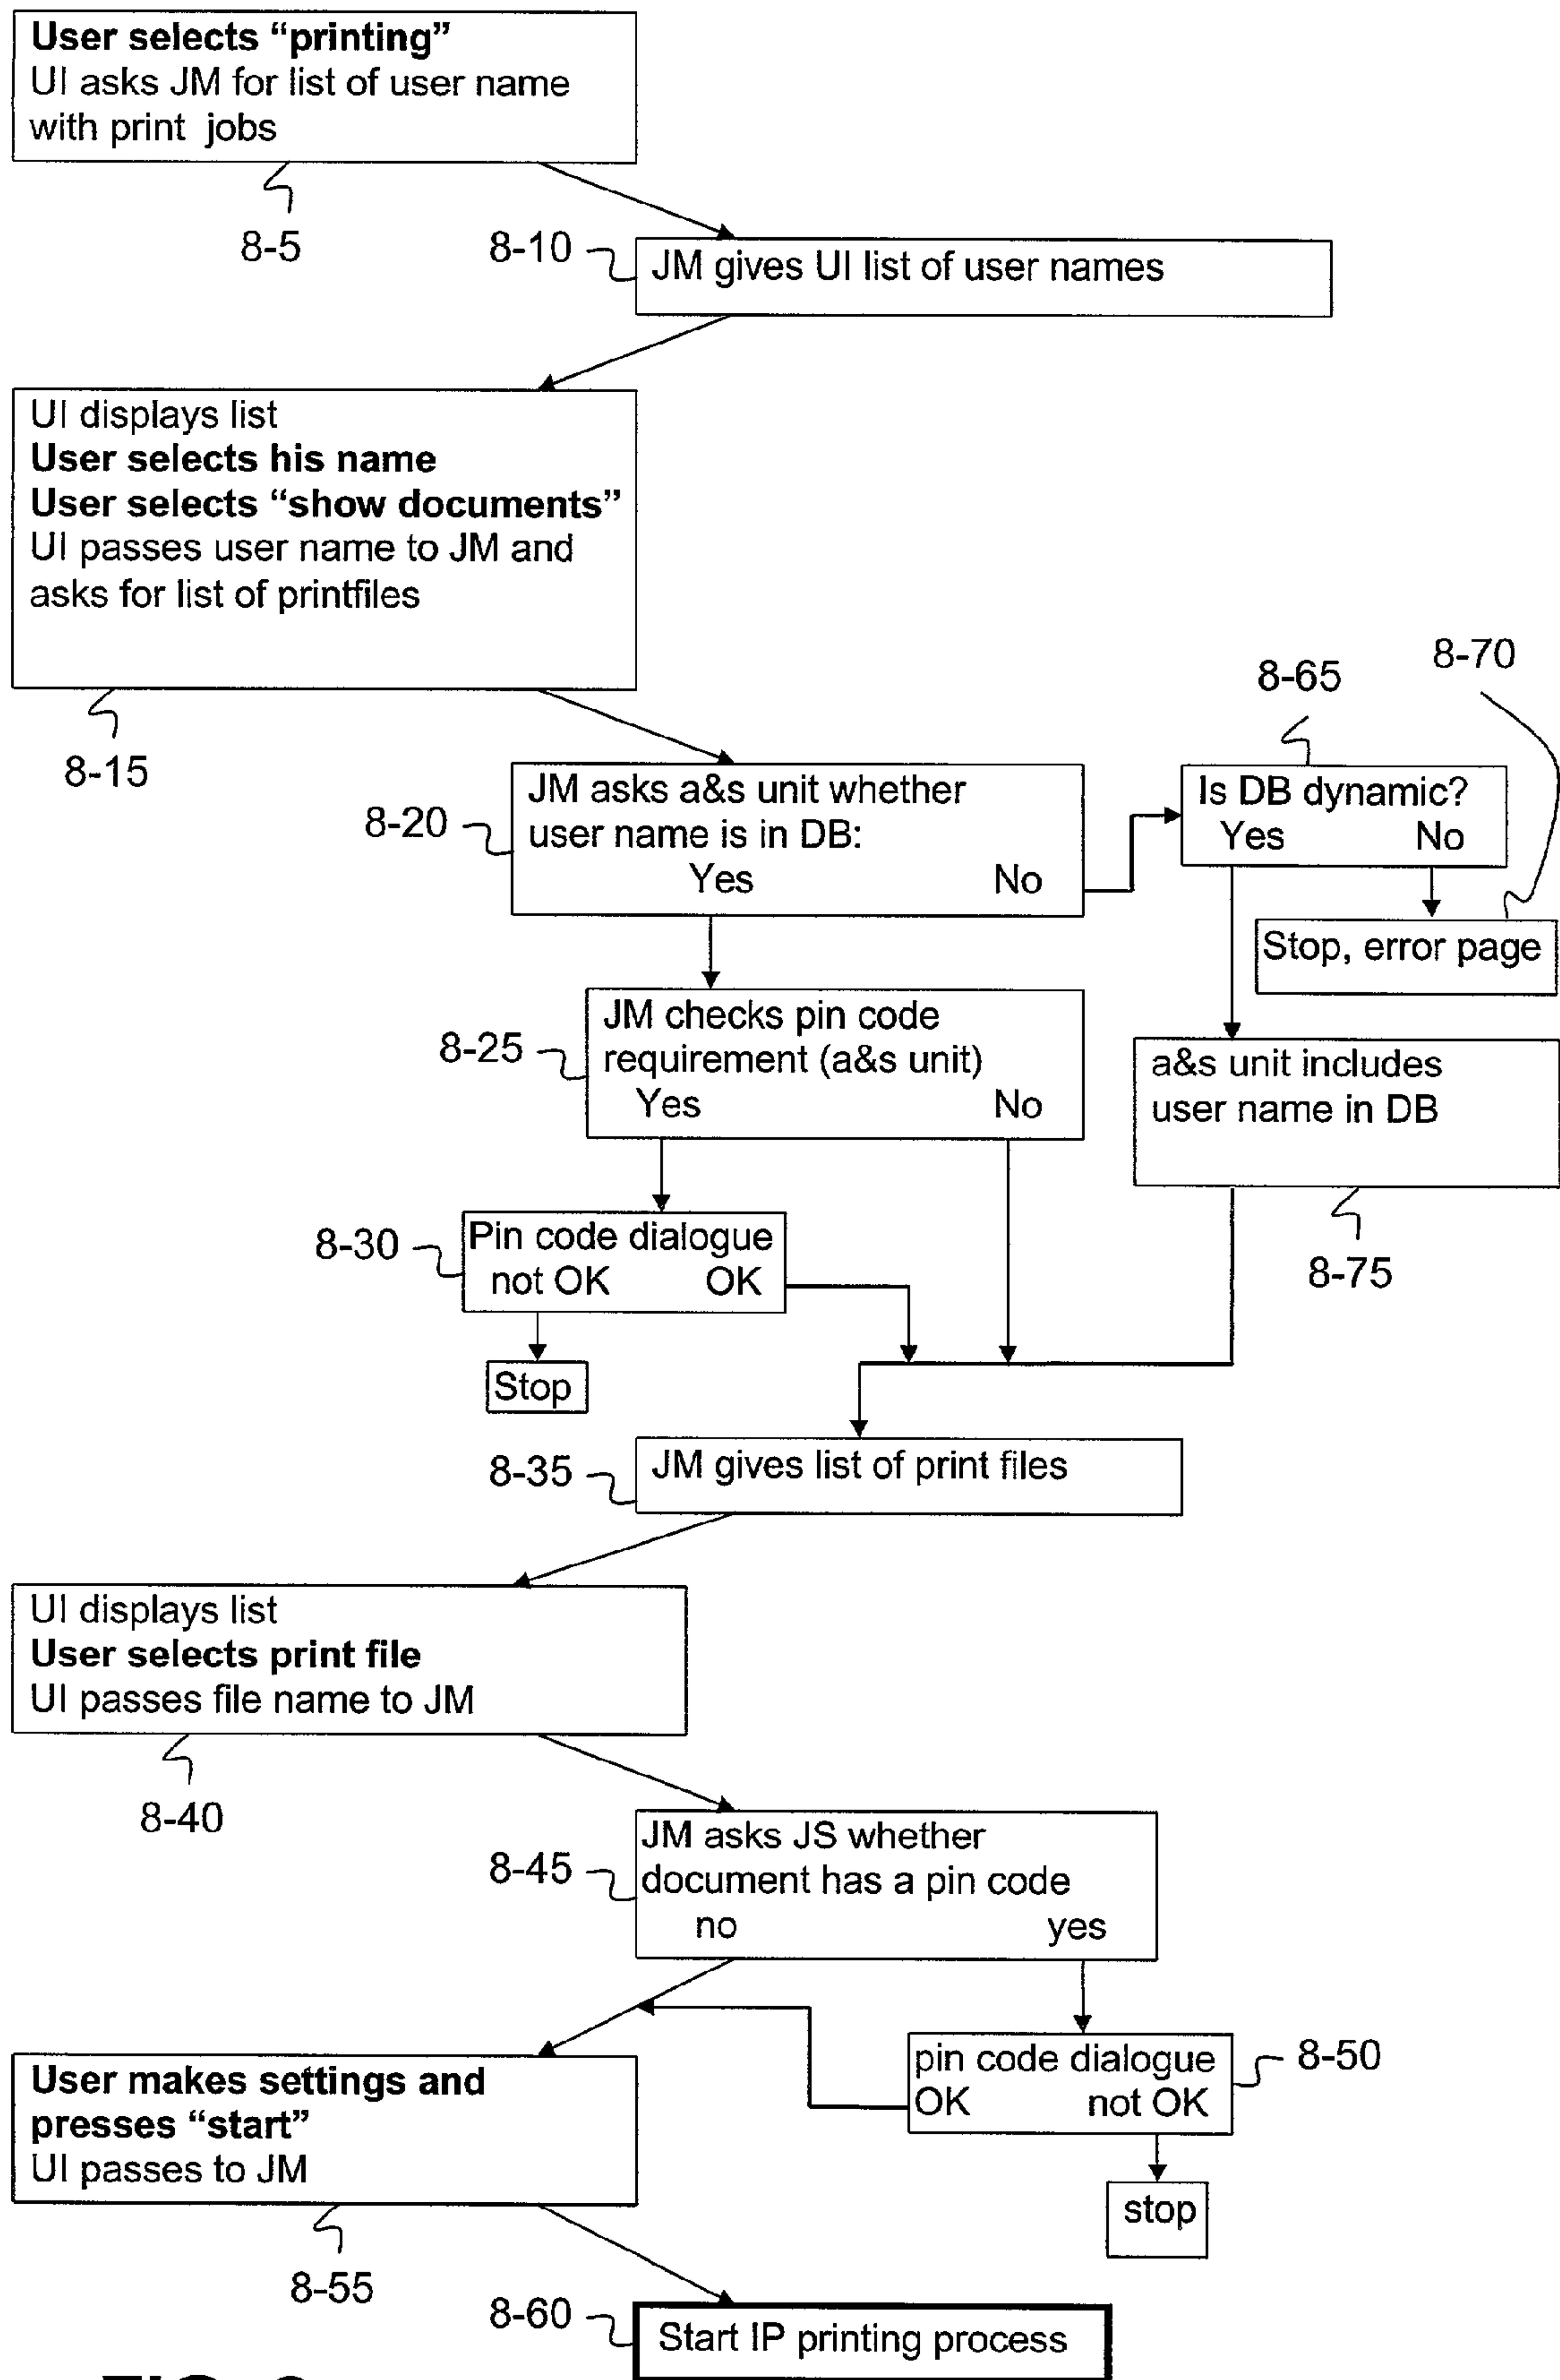 User selects “printing”
UI asks JM for list of user name
with print jobs
8-5
8-10
JM gives UI list of user names
UI displays list
User selects his name
User selects “show documents”
UI passes user name to JM and
asks for list of printfiles
8-15
8-20
JM asks a&s unit whether
user name is in DB:
Yes No
8-65
8-70
Is DB dynamic?
Yes No
Stop, error page
8-25
JM checks pin code
requirement (a&s unit)
Yes No
a&s unit includes
user name in DB
8-75
8-30
Pin code dialogue
not OK OK
Stop
8-35
JM gives list of print files
UI displays list
User selects print file
UI passes file name to JM
8-40
8-45
JM asks JS whether
document has a pin code
no yes
pin code dialogue
OK not OK
8-50
stop
User makes settings and
presses “start”
UI passes to JM
8-55
8-60
Start IP printing process